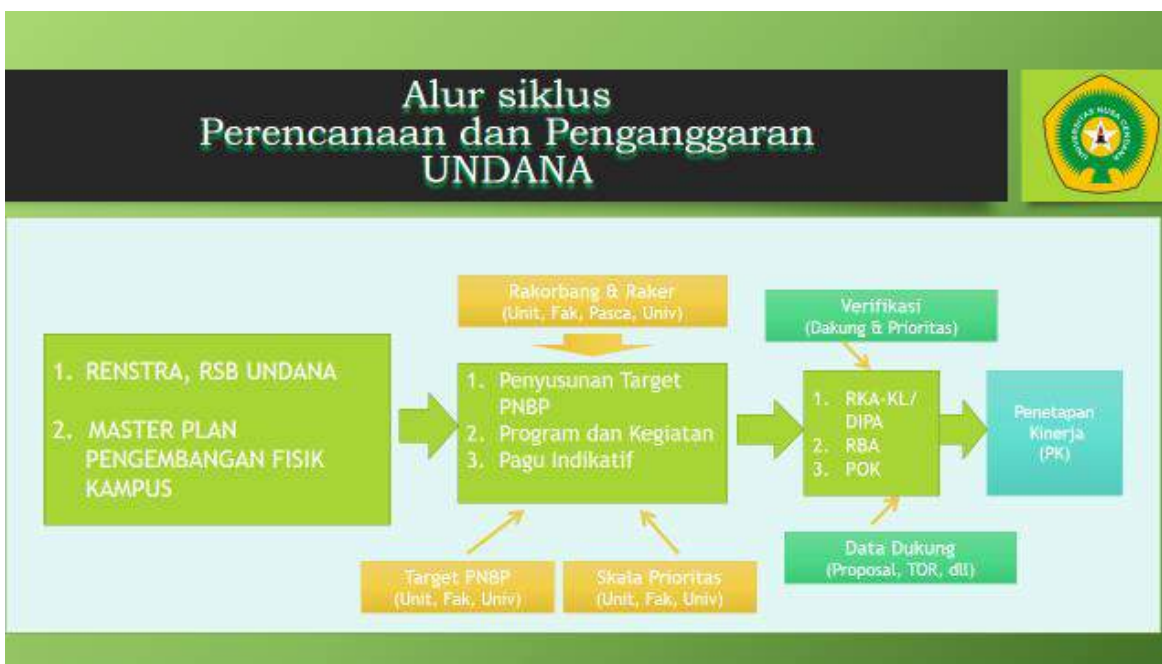 Alur siklus
Perencanaan dan Penganggaran
UNDANA
UNIVERSITAS NUSA CENDANA
Rakorbang & Raker
(Unit, Fak, Pasca, Univ)
Verifikasi
(Dakung & Prioritas)
1. RENSTRA, RSB UNDANA
2. MASTER PLAN
PENGEMBANGAN FISIK
KAMPUS
1. Penyusunan Target
PNBP
2. Program dan Kegiatan
3. Pagu Indikatif
1. RKA-KL/
DIPA
2. RBA
3. POK
Penetapan
Kinerja
(PK)
Target PNBP
(Unit, Fak, Univ)
Skala Prioritas
(Unit, Fak, Univ)
Data Dukung
(Proposal, TOR, dll)